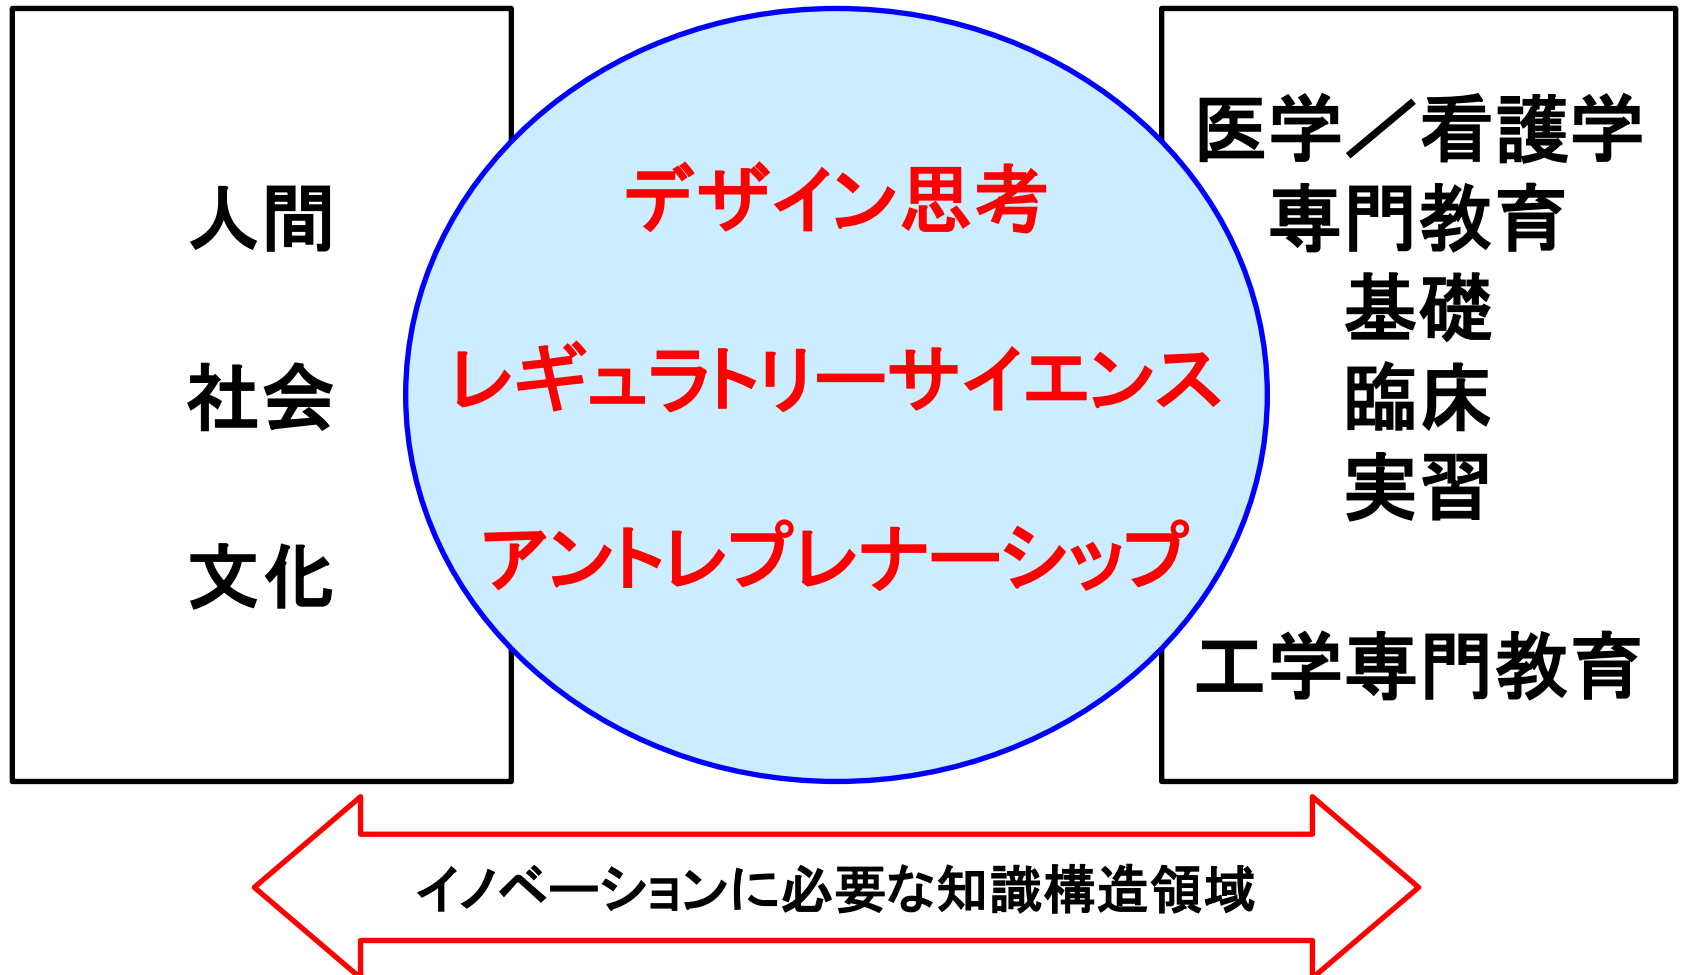 人間
社会
文化
デザイン思考
レギュラトリーサイエンス
アントレプレナーシップ
医学／看護学
専門教育
基礎
臨床
実習
工学専門教育
イノベーションに必要な知識構造領域